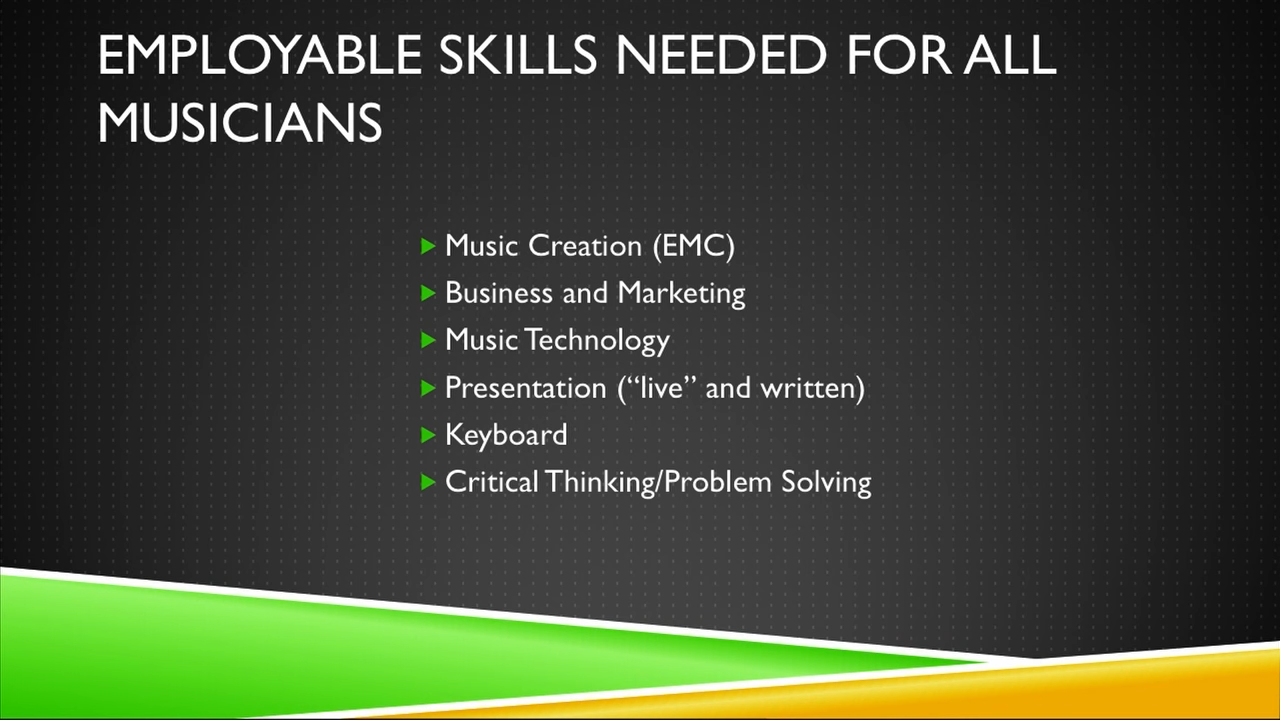 EMPLOYABLE SKILLS NEEDED FOR ALL
MUSICIANS
Music Creation (EMC)
Business and Marketing
Music Technology
Presentation (“live” and written)
Keyboard
Critical Thinking/Problem Solving